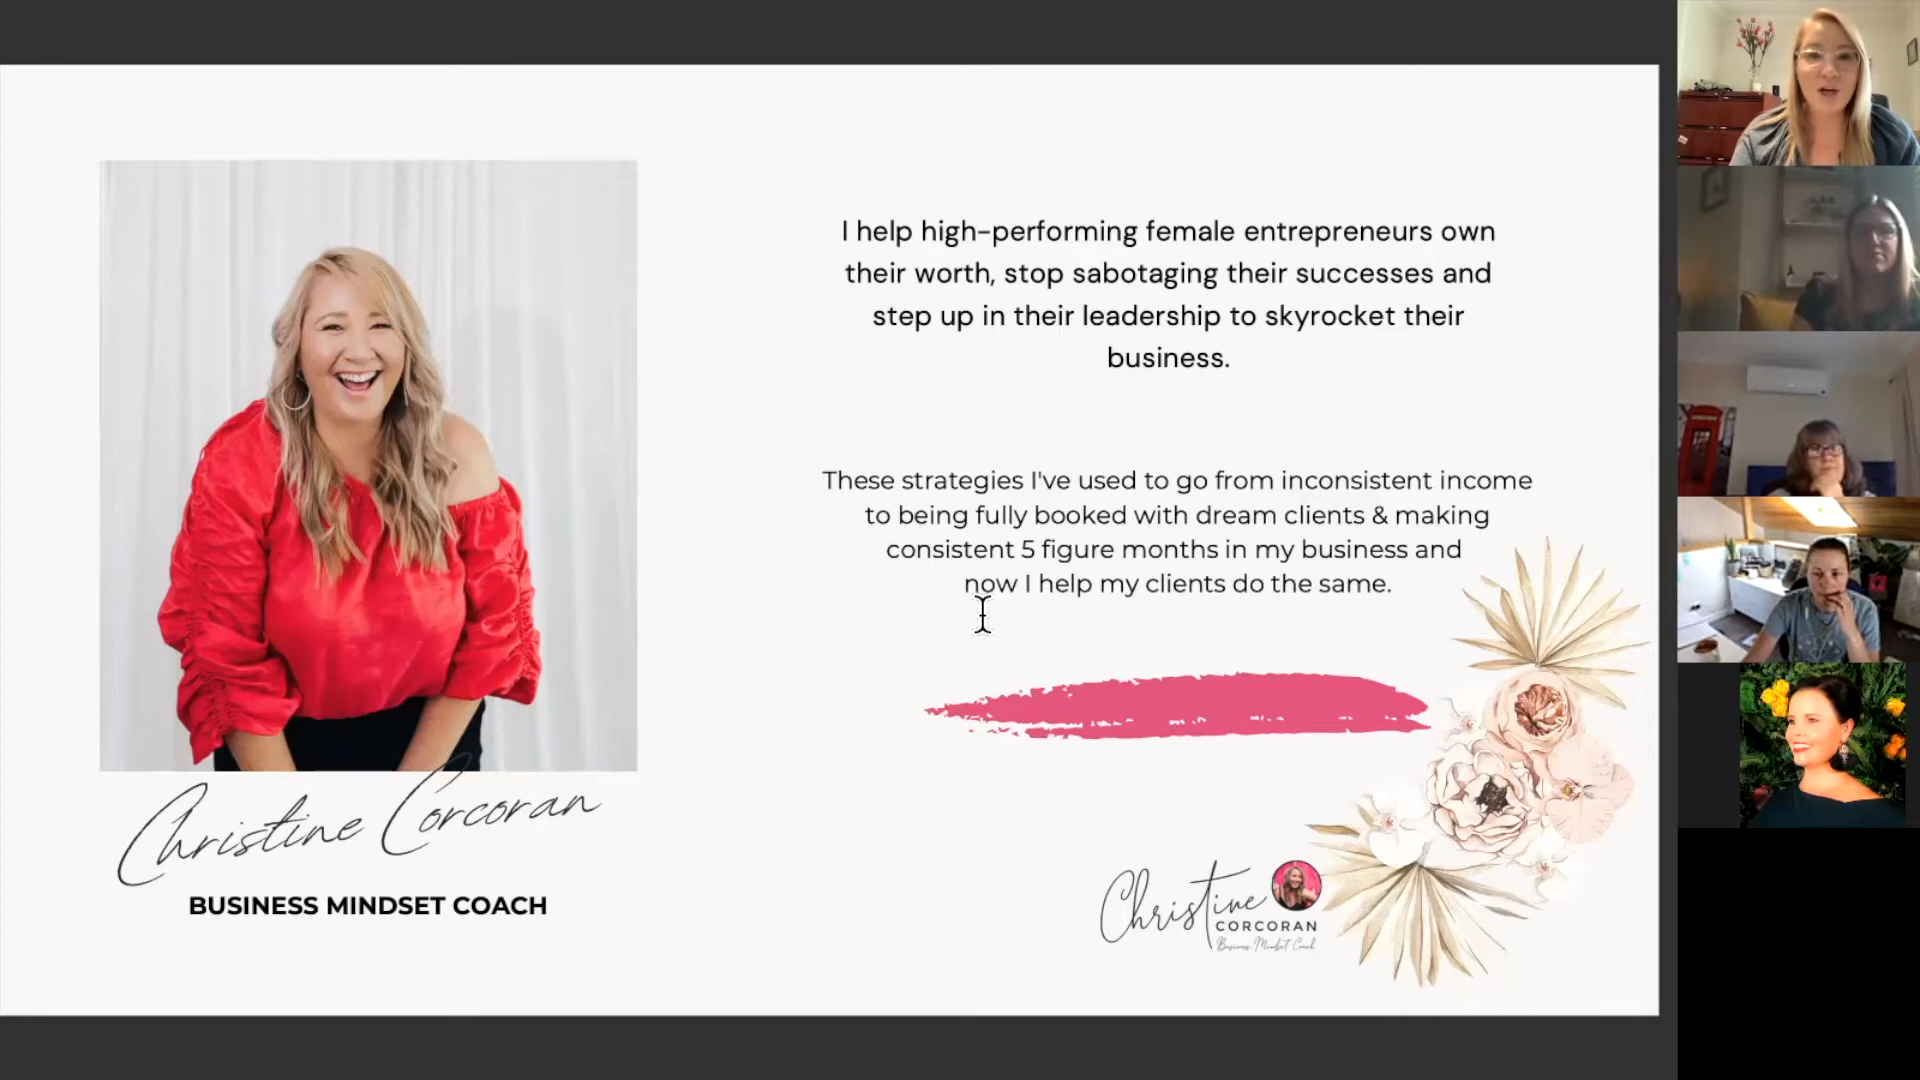 I help high-performing female entrepreneurs own
their worth, stop sabotaging their successes and
step up in their leadership to skyrocket their
business.
These strategies I've used to go from inconsistent income
to being fully booked with dream clients & making
consistent 5 figure months in my business and
now I help my clients do the same.
Christine Corcoran
BUSINESS MINDSET COACH
Christine
CORCORAN
Business Mindset Coach